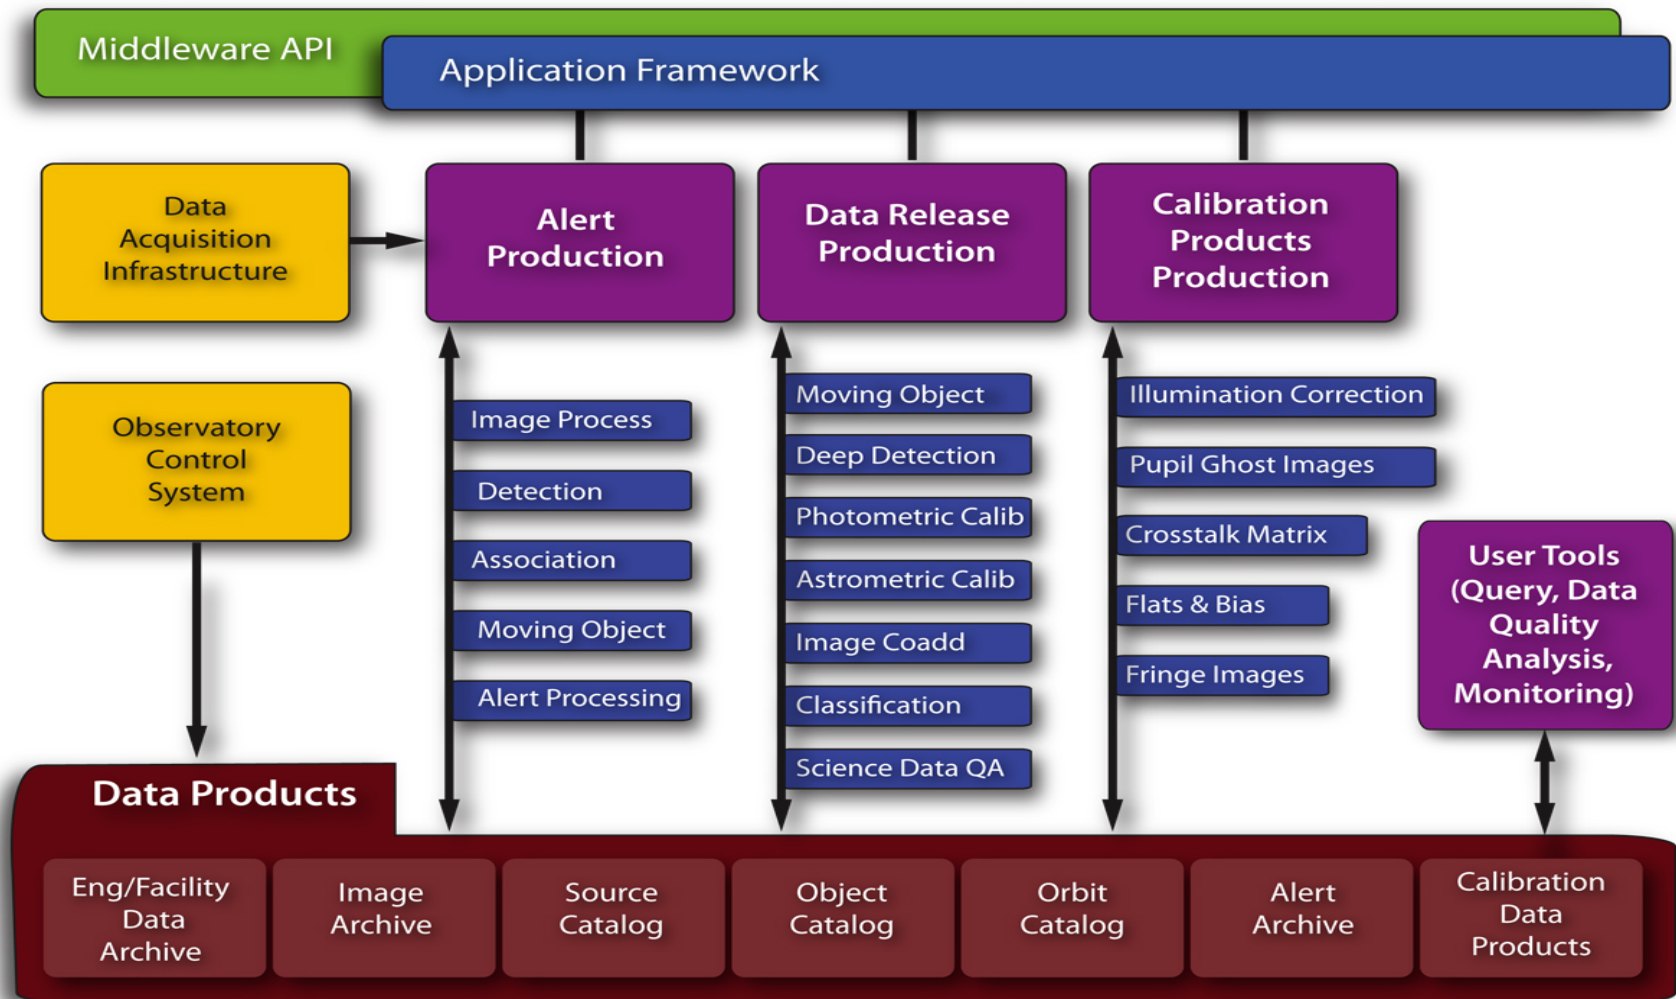 Middleware API
Application Framework
Data
Acquisition
Infrastructure
Alert
Production
Data Release
Production
Calibration
Products
Production
Observatory
Control
System
Image Process
Detection
Association
Moving Object
Alert Processing
Moving Object
Deep Detection
Photometric Calib
Astrometric Calib
Image Coadd
Classification
Science Data QA
Illumination Correction
Pupil Ghost Images
Crosstalk Matrix
Flats & Bias
Fringe Images
User Tools
(Query, Data
Quality
Analysis,
Monitoring)
Data Products
Eng/Facility
Data
Archive
Image
Archive
Source
Catalog
Object
Catalog
Orbit
Catalog
Alert
Archive
Calibration
Data
Products